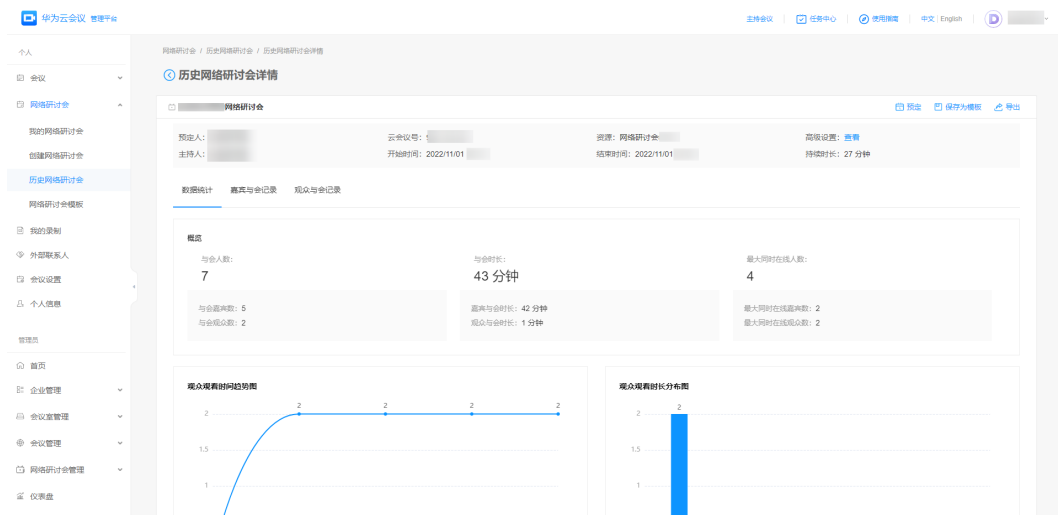 华为云会议 管理平台
主持会议 任务中心 使用指南 中文 | English
个人
会议
网络研讨会
我的网络研讨会
创建网络研讨会
历史网络研讨会
网络研讨会模板
我的录制
外部联系人
会议设置
个人信息
管理员
首页
企业管理
会议室管理
会议管理
网络研讨会管理
仪表盘
网络研讨会 / 历史网络研讨会 / 历史网络研讨会详情
历史网络研讨会详情
网络研讨会 预定 保存为模板 导出
预定人: 云会议号: 资源: 网络研讨会 高级设置: 查看
主持人: 开始时间: 2022/11/01 结束时间: 2022/11/01 持续时长: 27 分钟
数据统计 嘉宾与会记录 观众与会记录
概览
与会人数: 与会时长: 最大同时在线人数:
7 43 分钟 4
与会嘉宾数: 5 嘉宾与会时长: 42 分钟 最大同时在线嘉宾数: 2
与会观众数: 2 观众与会时长: 1 分钟 最大同时在线观众数: 2
观众观看时间趋势图
2 2 2 2
2
1.5
1
观众观看时长分布图
2
2
1.5
1